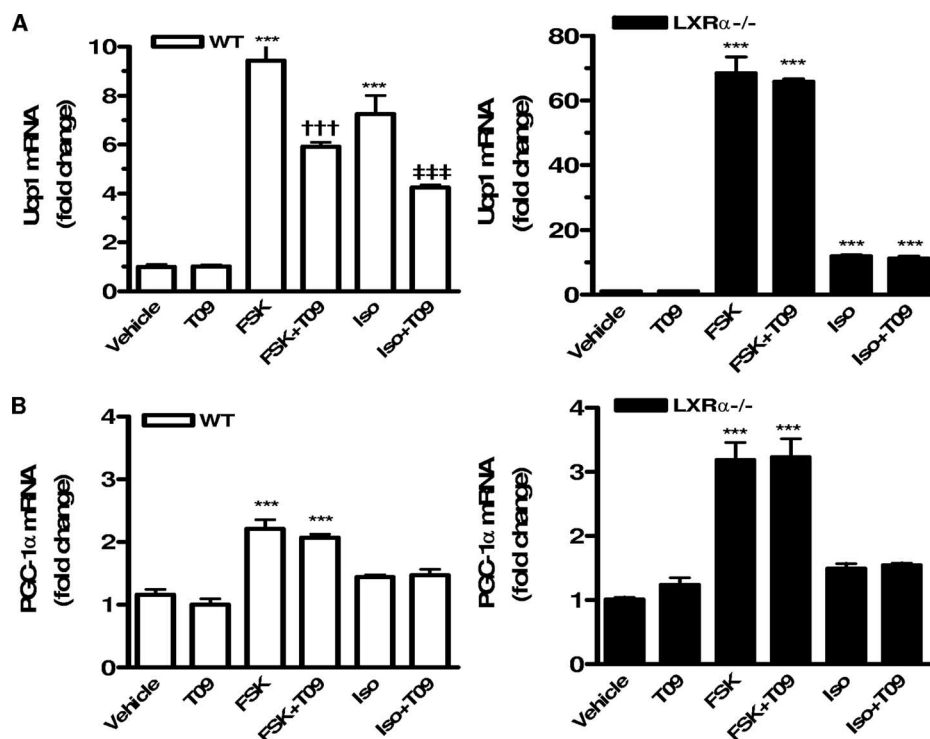 A
WT
Ucp1 mRNA
(fold change)
10
8
6
4
2
0
***
†††
***
‡‡‡
Vehicle
T09
FSK
FSK+T09
Iso
Iso+T09
LXRα-/-
Ucp1 mRNA
(fold change)
80
60
40
20
0
***
***
***
***
Vehicle
T09
FSK
FSK+T09
Iso
Iso+T09
B
WT
PGC-1α mRNA
(fold change)
4
3
2
1
0
***
***
Vehicle
T09
FSK
FSK+T09
Iso
Iso+T09
LXRα-/-
PGC-1α mRNA
(fold change)
4
3
2
1
0
***
***
Vehicle
T09
FSK
FSK+T09
Iso
Iso+T09